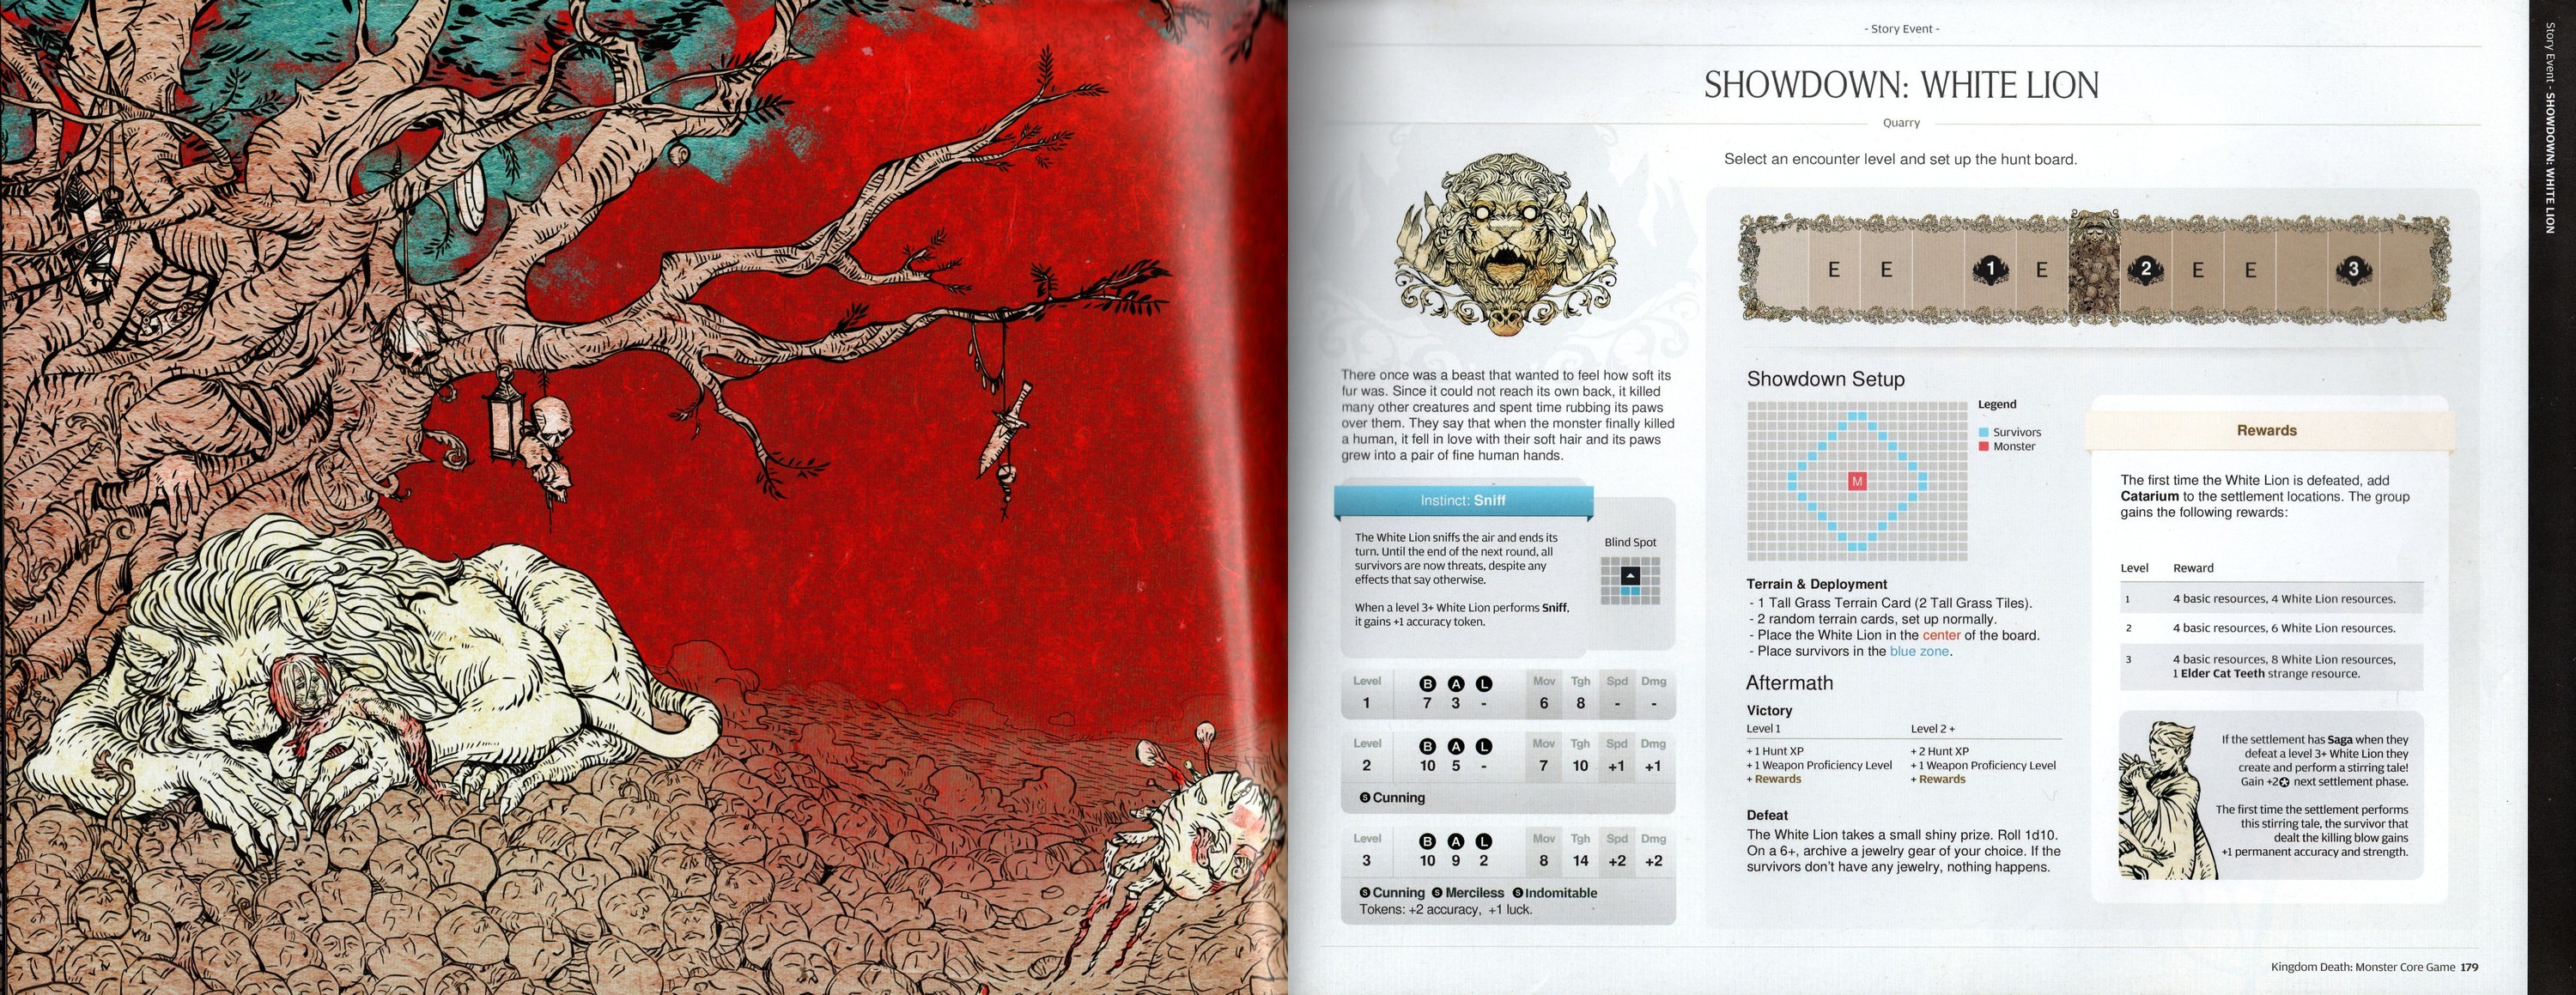 - Story Event -
SHOWDOWN: WHITE LION
Quarry
Select an encounter level and set up the hunt board.
E E 1 E 2 E E 3
There once was a beast that wanted to feel how soft its
fur was. Since it could not reach its own back, it killed
many other creatures and spent time rubbing its paws
over them. They say that when the monster finally killed
a human, it fell in love with their soft hair and its paws
grew into a pair of fine human hands.
Instinct: Sniff
The White Lion sniffs the air and ends its
turn. Until the end of the next round, all
survivors are now threats, despite any
effects that say otherwise.
When a level 3+ White Lion performs Sniff,
it gains +1 accuracy token.
Blind Spot
Level B A L Mov Tgh Spd Dmg
1 7 3 - 6 8 - -
Level B A L Mov Tgh Spd Dmg
2 10 5 - 7 10 +1 +1
S Cunning
Level B A L Mov Tgh Spd Dmg
3 10 9 2 8 14 +2 +2
S Cunning S Merciless S Indomitable
Tokens: +2 accuracy, +1 luck.
Showdown Setup
M
Legend
Survivors
Monster
Terrain & Deployment
- 1 Tall Grass Terrain Card (2 Tall Grass Tiles).
- 2 random terrain cards, set up normally.
- Place the White Lion in the center of the board.
- Place survivors in the blue zone.
Aftermath
Victory
Level 1 Level 2 +
+ 1 Hunt XP + 2 Hunt XP
+ 1 Weapon Proficiency Level + 1 Weapon Proficiency Level
+ Rewards + Rewards
Defeat
The White Lion takes a small shiny prize. Roll 1d10.
On a 6+, archive a jewelry gear of your choice. If the
survivors don't have any jewelry, nothing happens.
Rewards
The first time the White Lion is defeated, add
Catarium to the settlement locations. The group
gains the following rewards:
Level Reward
1 4 basic resources, 4 White Lion resources.
2 4 basic resources, 6 White Lion resources.
3 4 basic resources, 8 White Lion resources,
1 Elder Cat Teeth strange resource.
If the settlement has Saga when they
defeat a level 3+ White Lion they
create and perform a stirring tale!
Gain +2 next settlement phase.
The first time the settlement performs
this stirring tale, the survivor that
dealt the killing blow gains
+1 permanent accuracy and strength.
Kingdom Death: Monster Core Game 179
Story Event - SHOWDOWN: WHITE LION